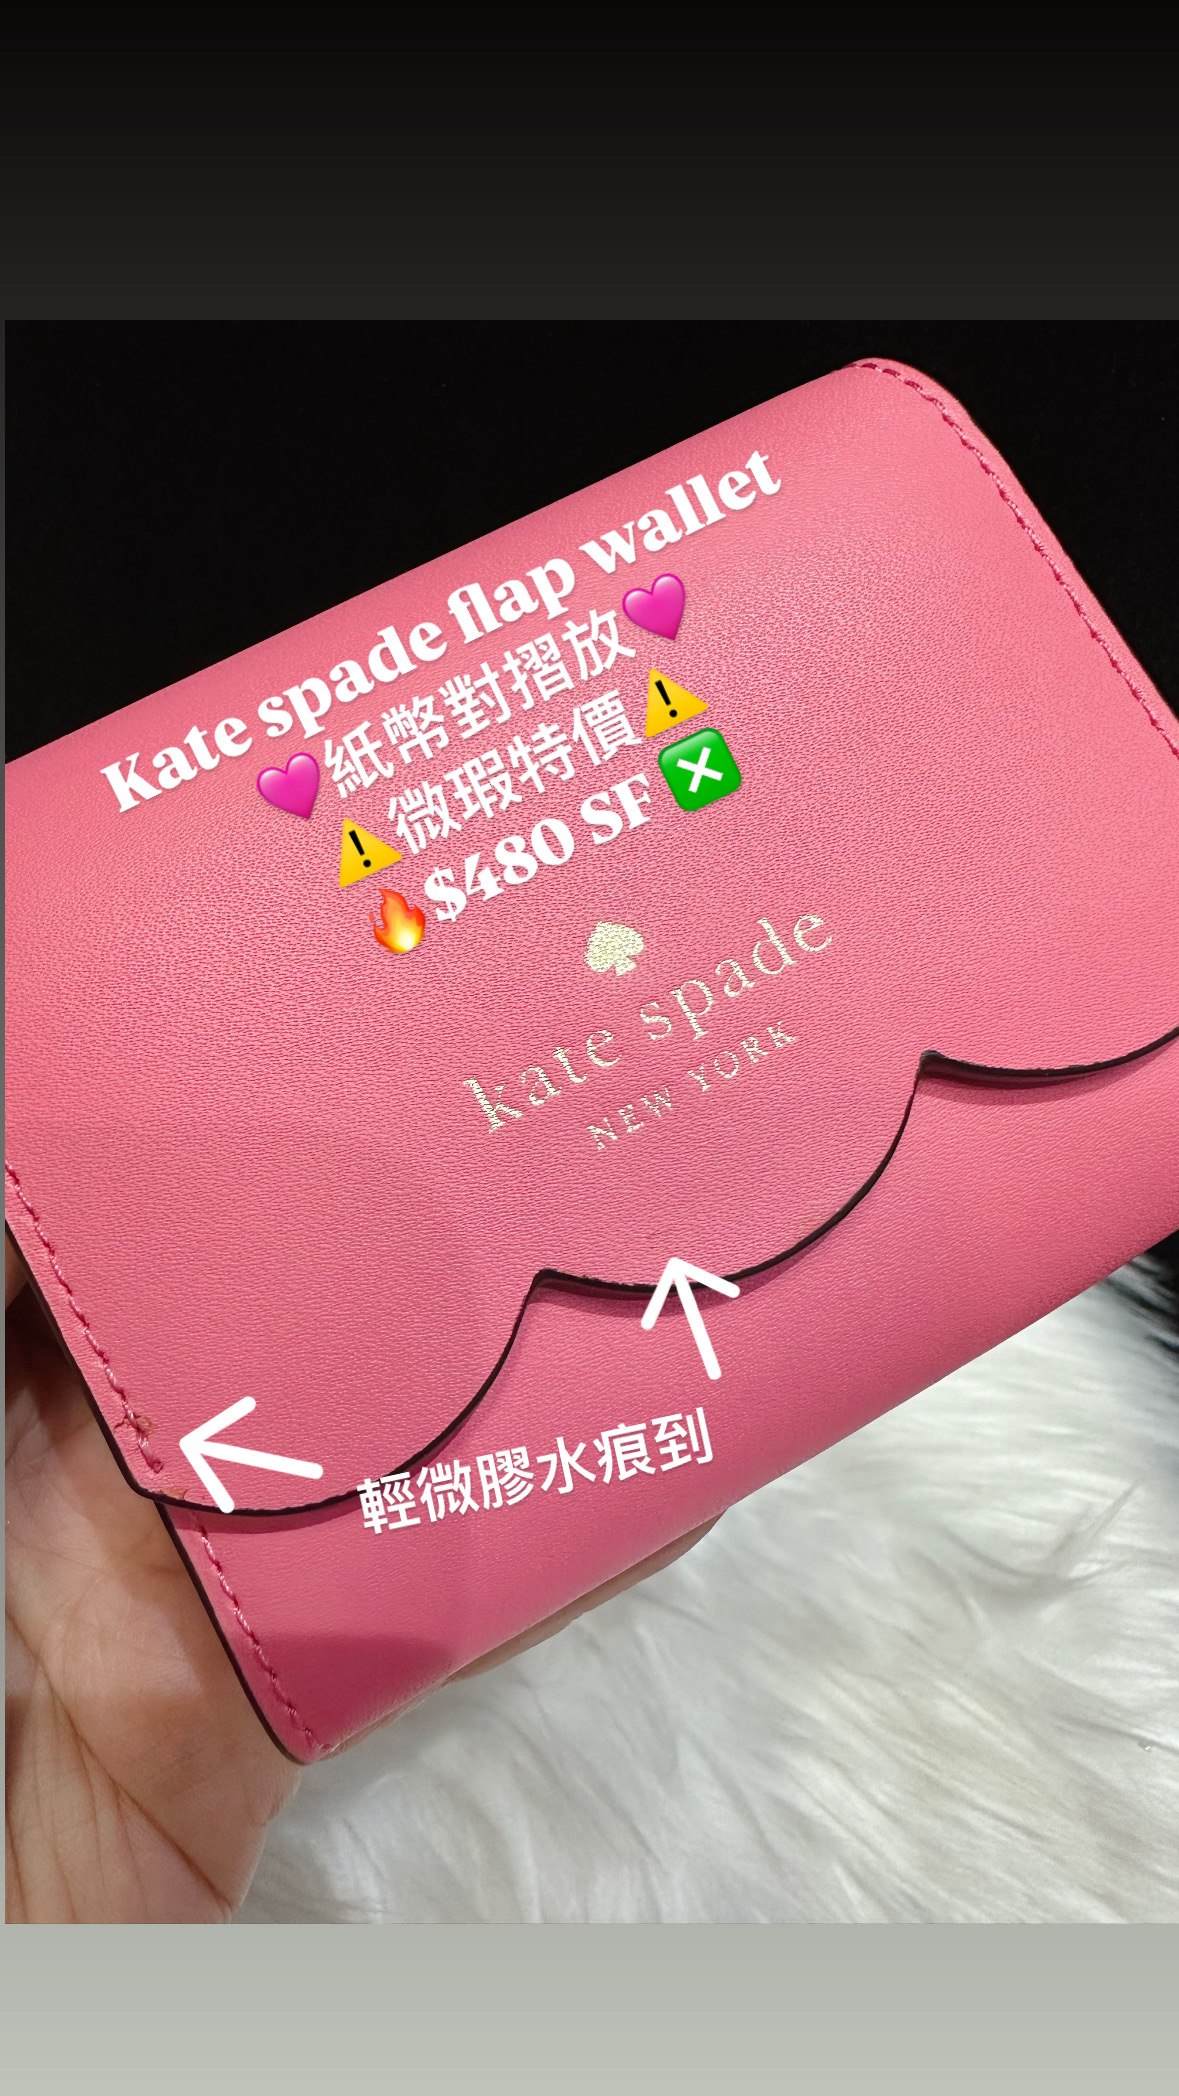 Kate spade flap wallet
🩷紙幣對摺放🩷
⚠️微瑕特價⚠️
🔥$480 SF❎
kate spade
NEW YORK
輕微膠水痕到